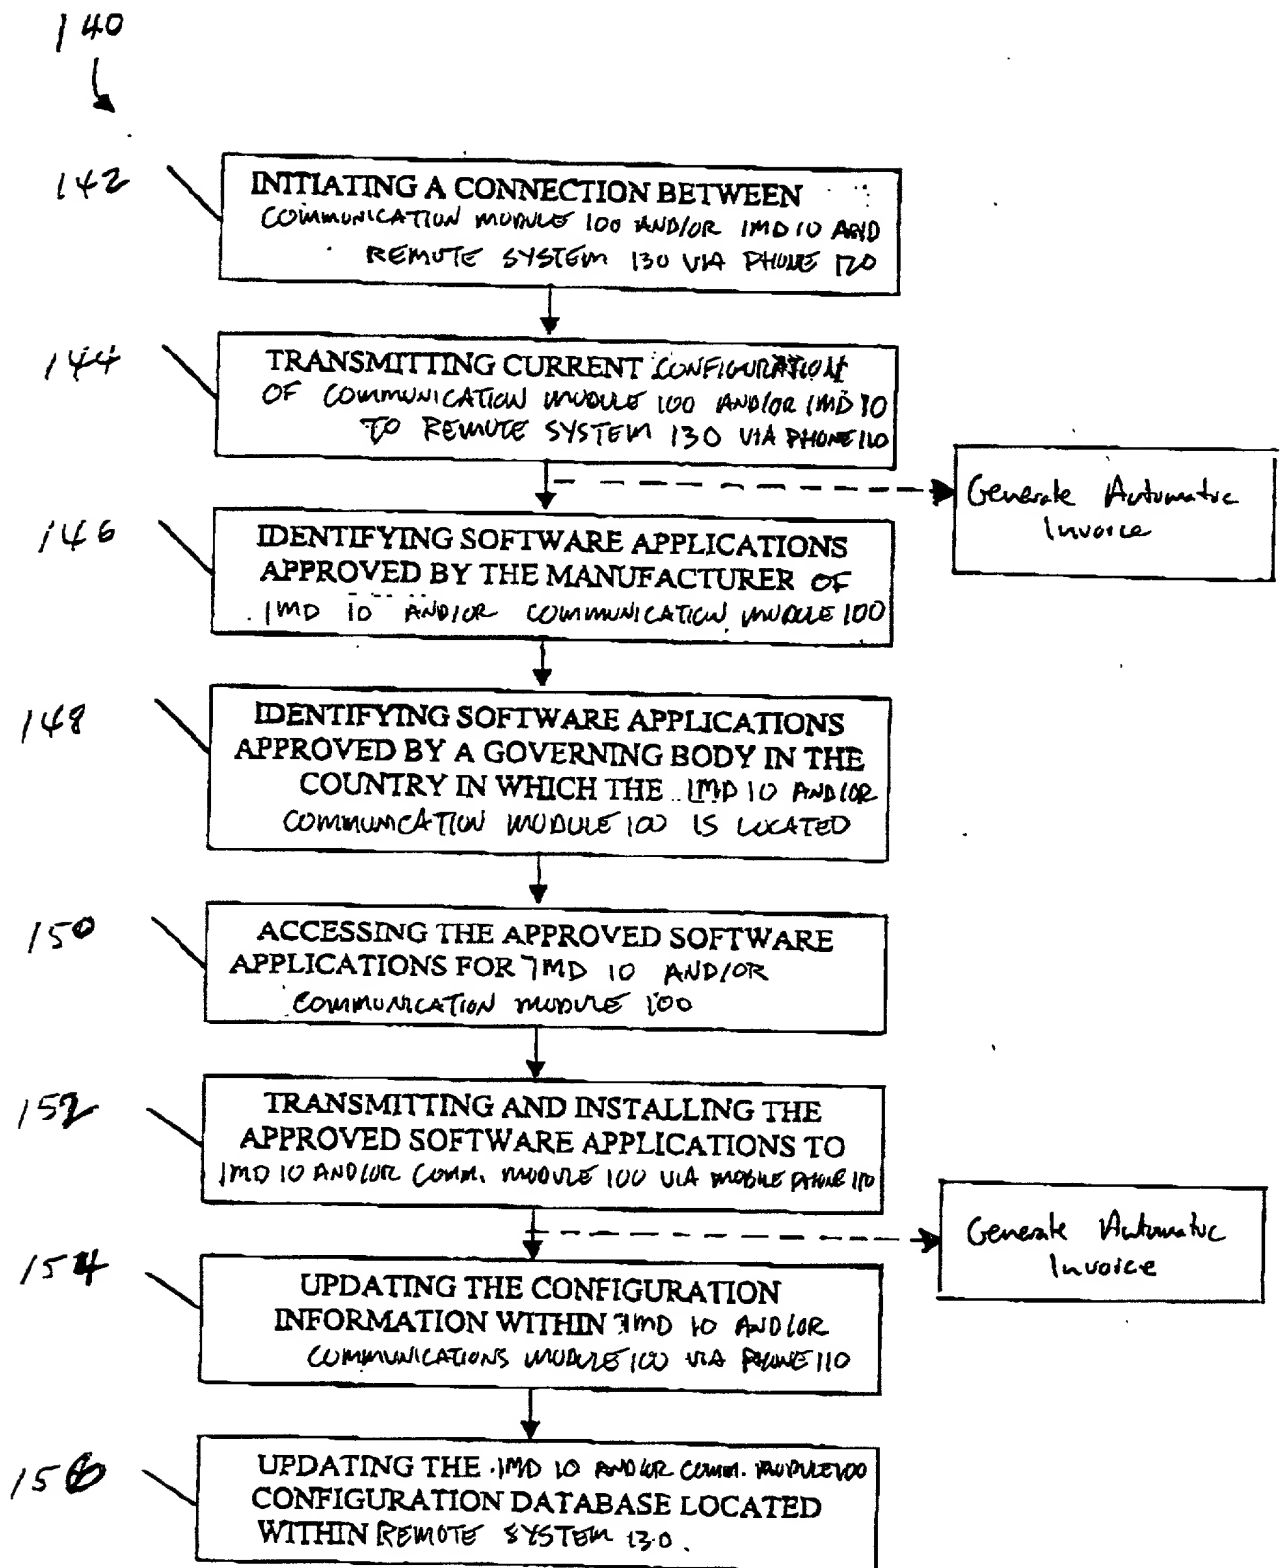 140
142
INITIATING A CONNECTION BETWEEN
COMMUNICATION MODULE 100 AND/OR IMD 10 AND
REMOTE SYSTEM 130 VIA PHONE 120
144
TRANSMITTING CURRENT CONFIGURATION
OF COMMUNICATION MODULE 100 AND/OR IMD 10
TO REMOTE SYSTEM 130 VIA PHONE 110
Generate Automatic
Invoice
146
IDENTIFYING SOFTWARE APPLICATIONS
APPROVED BY THE MANUFACTURER OF
IMD 10 AND/OR COMMUNICATION MODULE 100
148
IDENTIFYING SOFTWARE APPLICATIONS
APPROVED BY A GOVERNING BODY IN THE
COUNTRY IN WHICH THE IMD 10 AND/OR
COMMUNICATION MODULE 100 IS LOCATED
150
ACCESSING THE APPROVED SOFTWARE
APPLICATIONS FOR IMD 10 AND/OR
COMMUNICATION MODULE 100
152
TRANSMITTING AND INSTALLING THE
APPROVED SOFTWARE APPLICATIONS TO
IMD 10 AND/OR COMM. MODULE 100 VIA MOBILE PHONE 110
Generate Automatic
Invoice
154
UPDATING THE CONFIGURATION
INFORMATION WITHIN IMD 10 AND/OR
COMMUNICATIONS MODULE 100 VIA PHONE 110
156
UPDATING THE IMD 10 AND/OR COMM. MODULE 100
CONFIGURATION DATABASE LOCATED
WITHIN REMOTE SYSTEM 130.